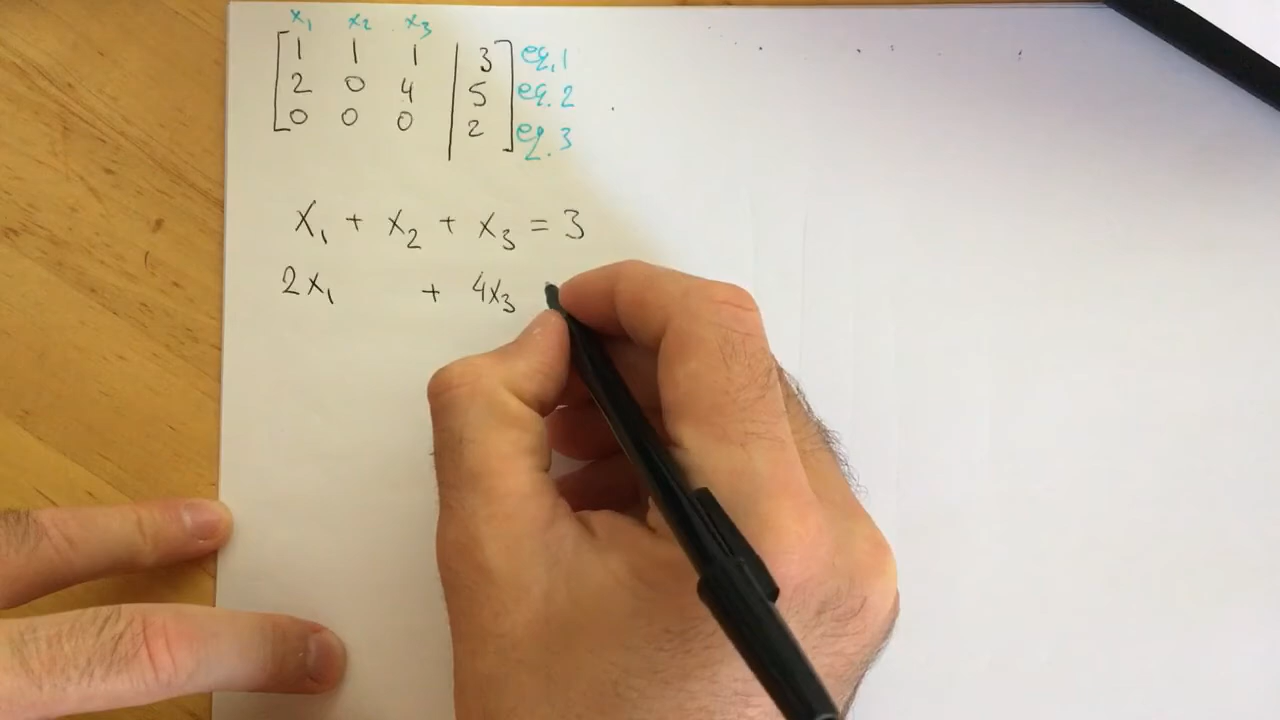 x₁ x₂ x₃
[1 1 1 | 3] eq.1
[2 0 4 | 5] eq.2
[0 0 0 | 2] eq.3
x₁ + x₂ + x₃ = 3
2x₁ + 4x₃